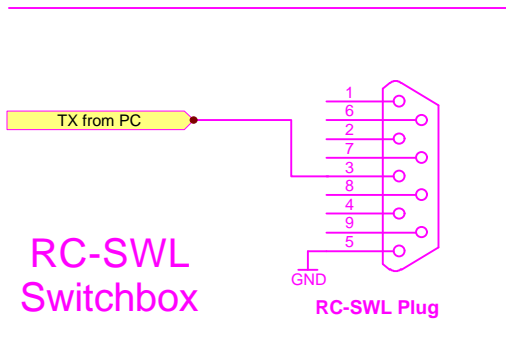 1
6
TX from PC
2
7
3
8
4
9
5
RC-SWL
Switchbox
GND
RC-SWL Plug